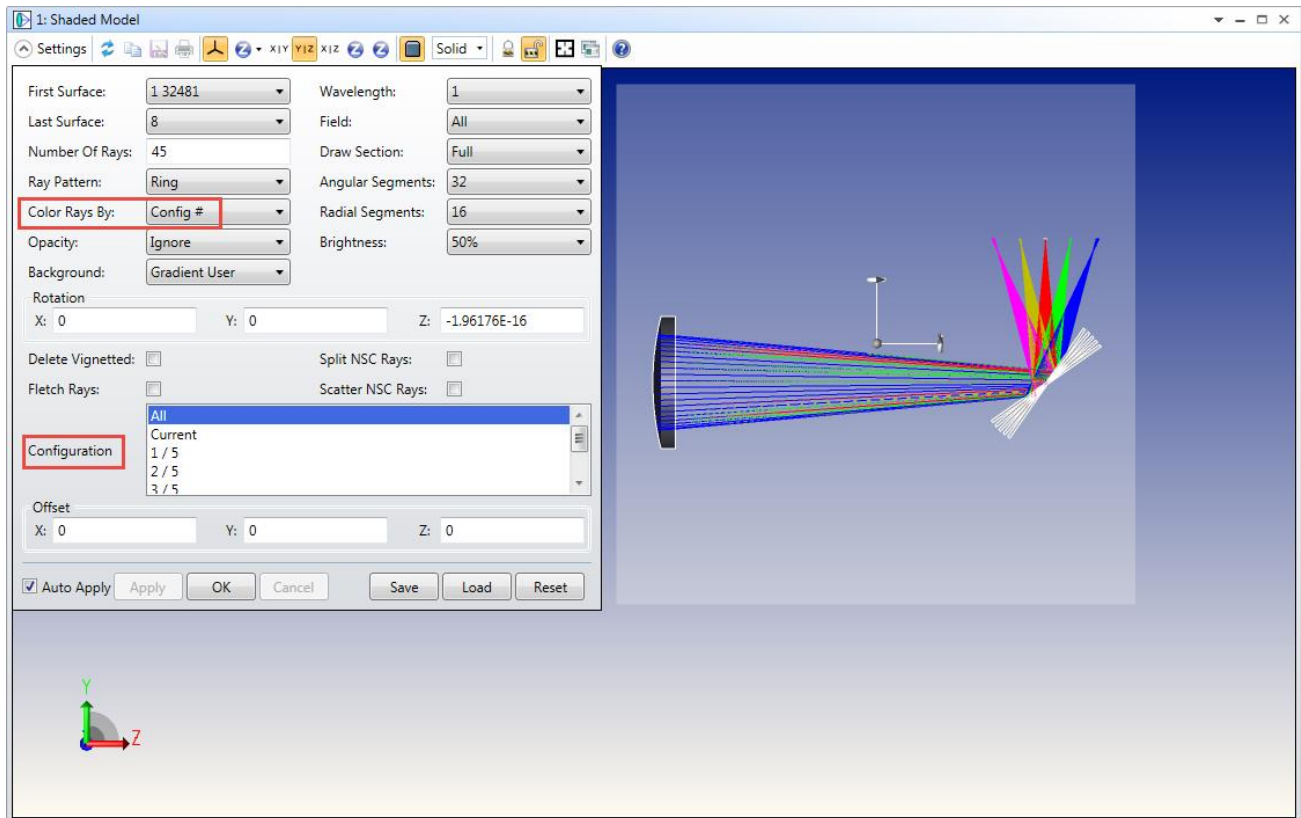 1: Shaded Model
Settings X|Y Y|Z X|Z Solid
First Surface: 1 32481 Wavelength: 1
Last Surface: 8 Field: All
Number Of Rays: 45 Draw Section: Full
Ray Pattern: Ring Angular Segments: 32
Color Rays By: Config # Radial Segments: 16
Opacity: Ignore Brightness: 50%
Background: Gradient User
Rotation
X: 0 Y: 0 Z: -1.96176E-16
Delete Vignetted: Split NSC Rays:
Fletch Rays: Scatter NSC Rays:
Configuration
All
Current
1 / 5
2 / 5
3 / 5
Offset
X: 0 Y: 0 Z: 0
Auto Apply Apply OK Cancel Save Load Reset
Y
Z